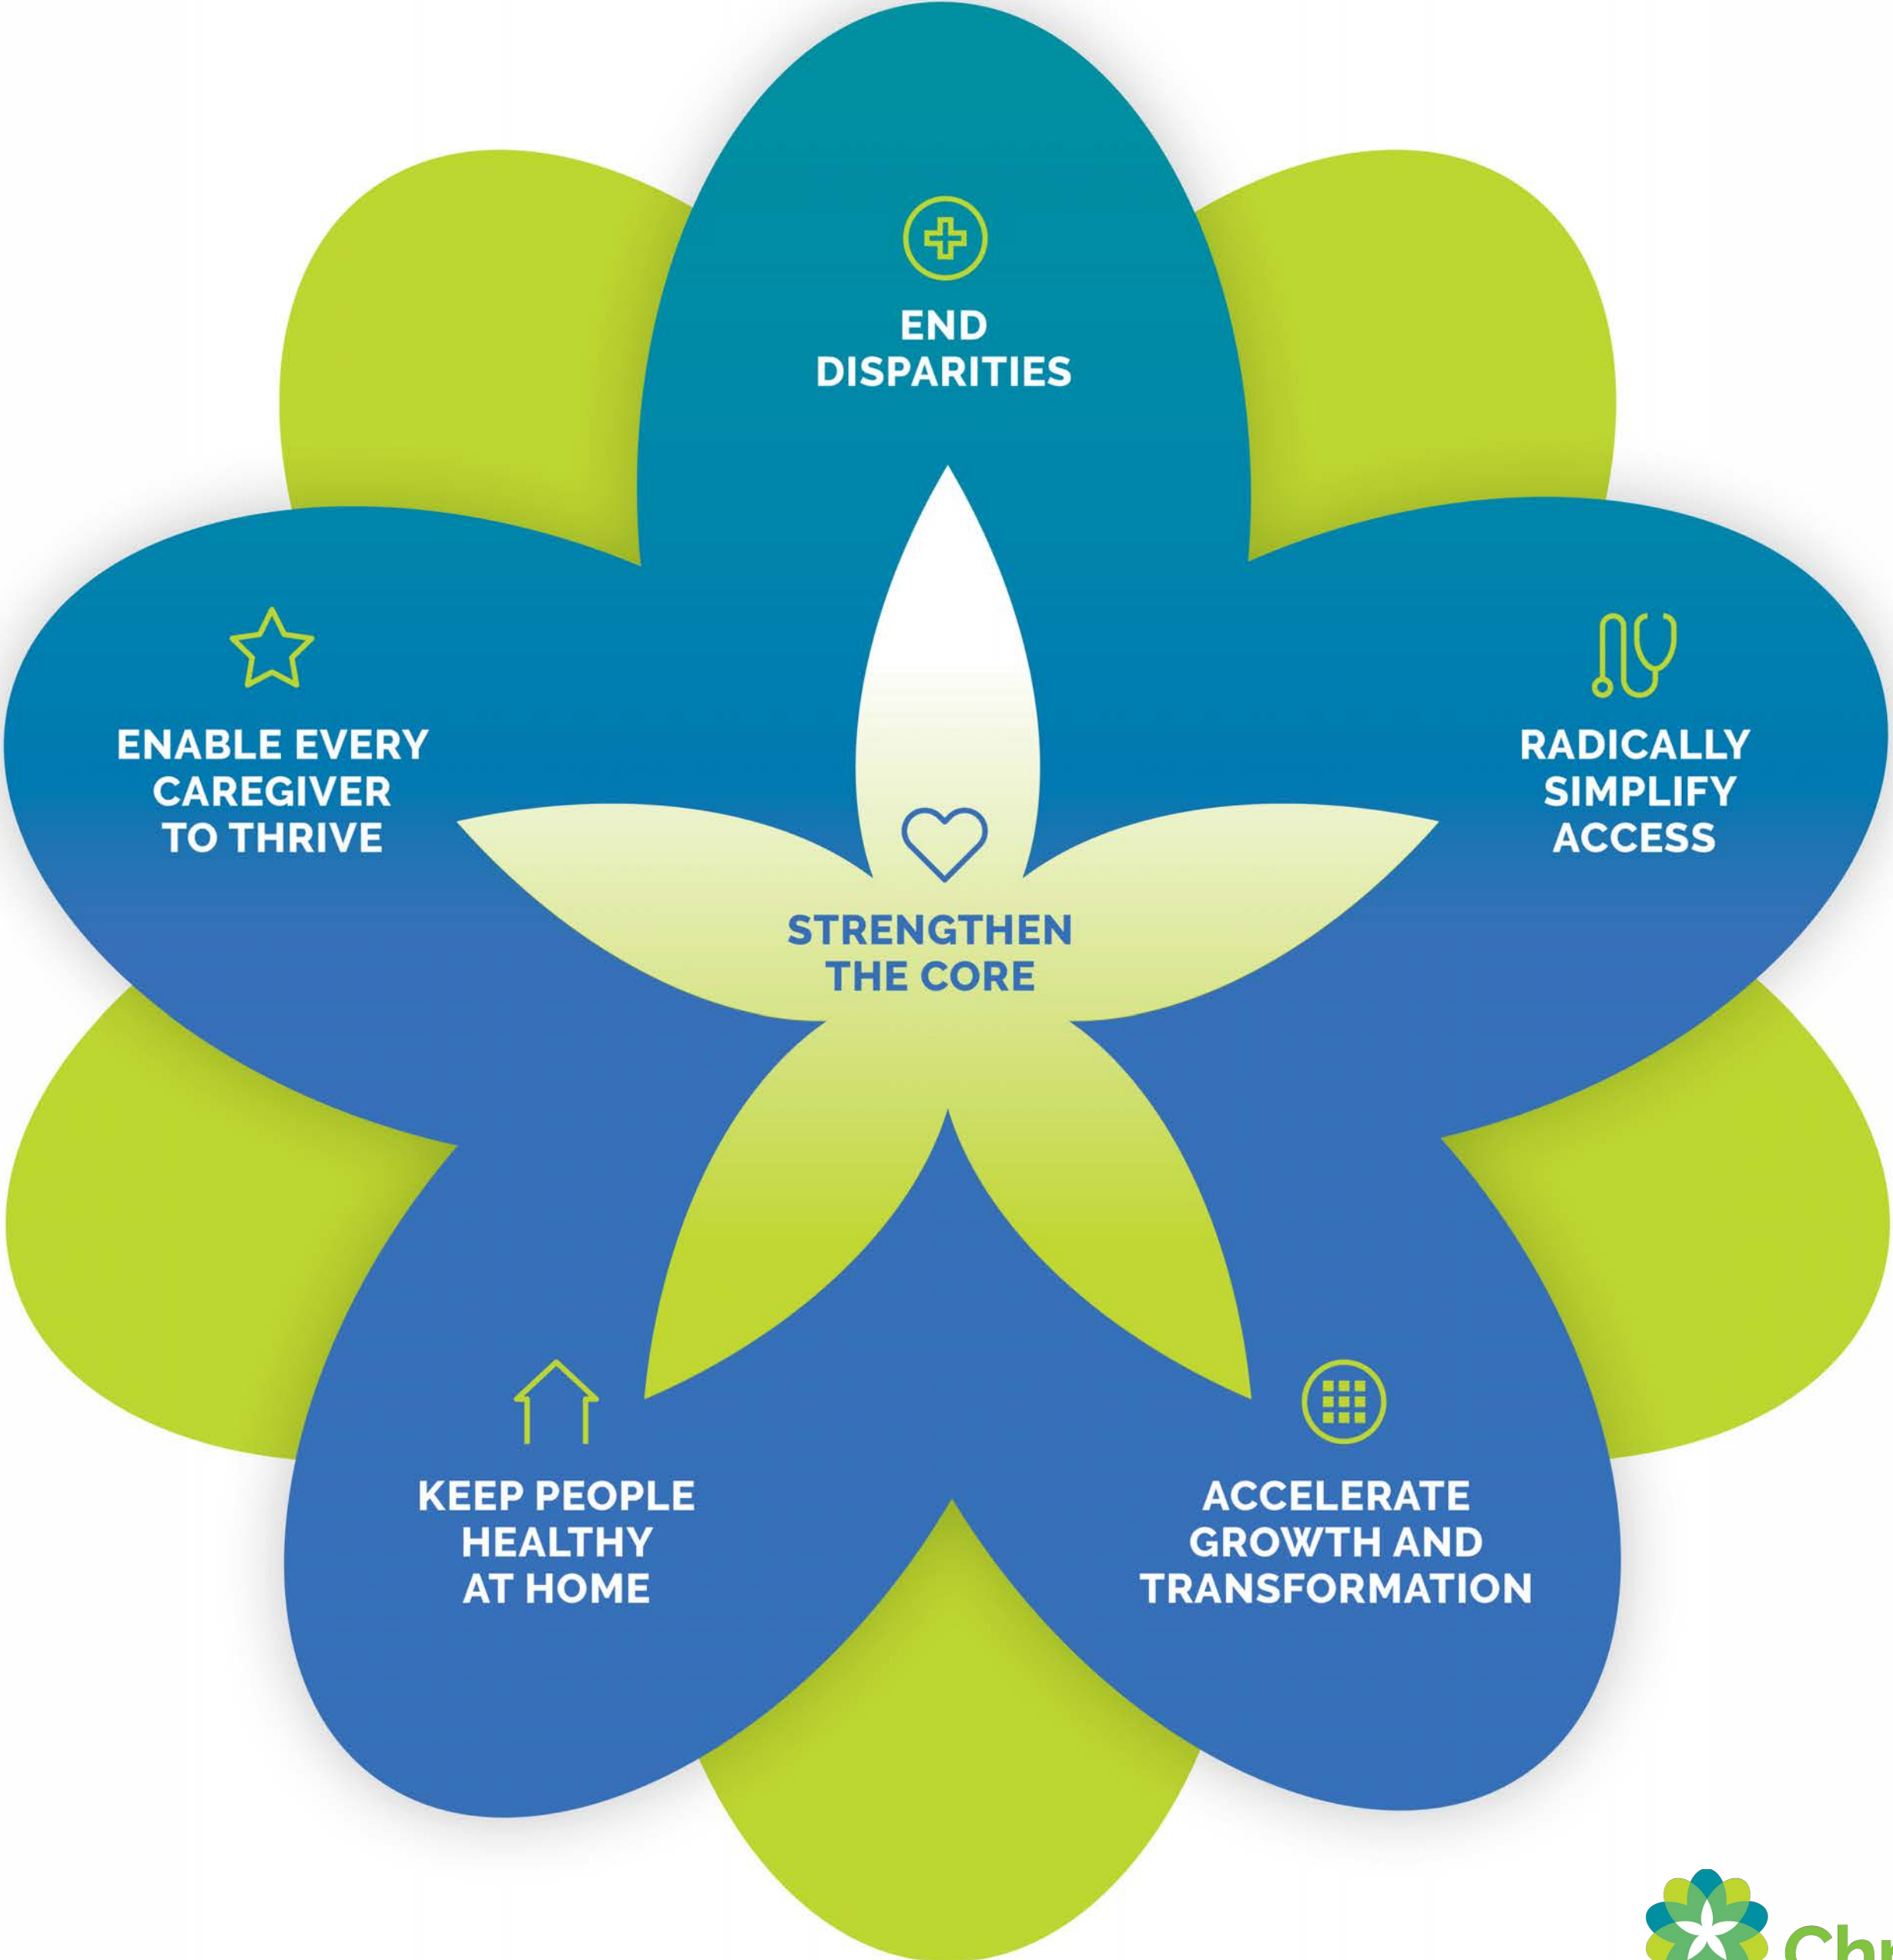 END
DISPARITIES
ENABLE EVERY
CAREGIVER
TO THRIVE
RADICALLY
SIMPLIFY
ACCESS
STRENGTHEN
THE CORE
KEEP PEOPLE
HEALTHY
AT HOME
ACCELERATE
GROWTH AND
TRANSFORMATION